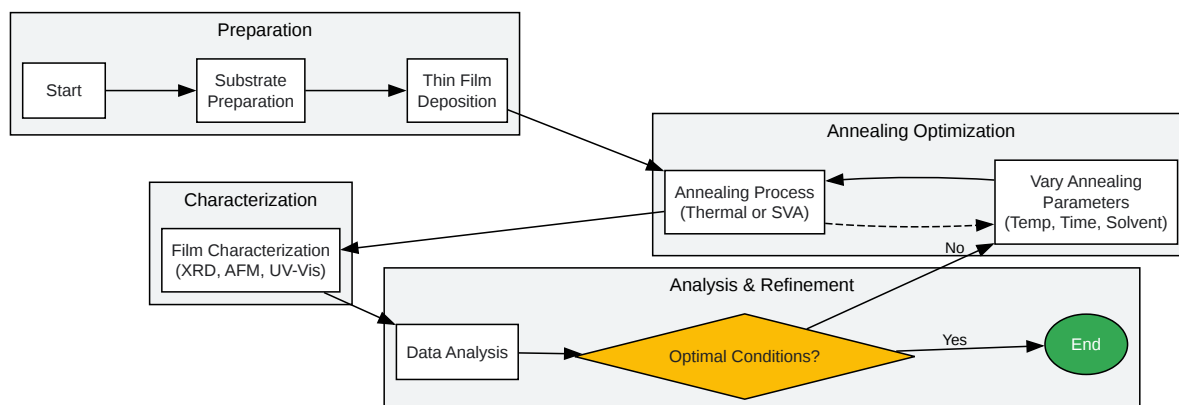 Preparation
Start
Substrate
Preparation
Thin Film
Deposition
Annealing Optimization
Annealing Process
(Thermal or SVA)
Vary Annealing
Parameters
(Temp, Time, Solvent)
Characterization
Film Characterization
(XRD, AFM, UV-Vis)
No
Analysis & Refinement
Data Analysis
Optimal Conditions?
Yes
End